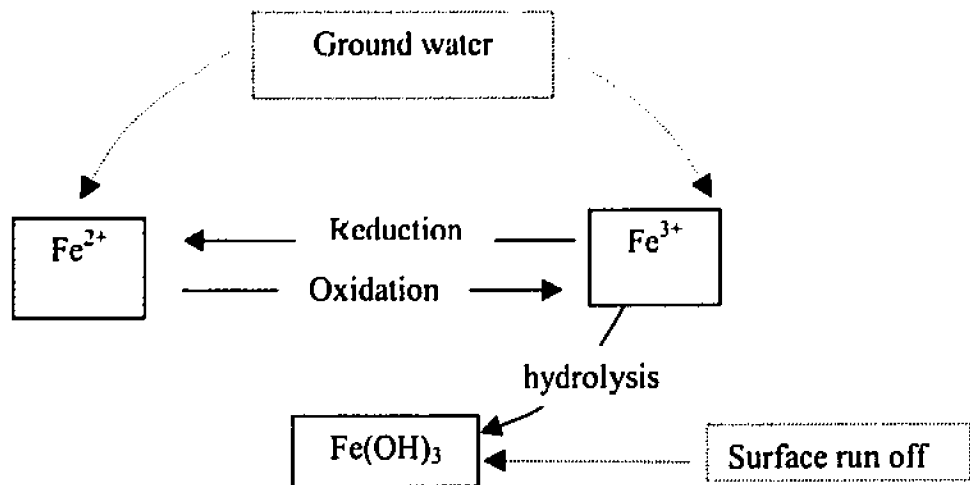 Ground water
Fe²⁺
Reduction
Fe³⁺
Oxidation
hydrolysis
Fe(OH)₃
Surface run off